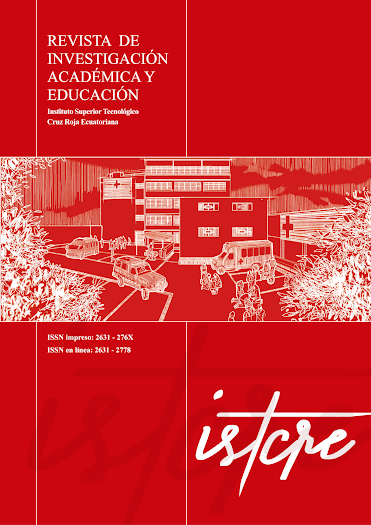 REVISTA DE
INVESTIGACIÓN
ACADÉMICA Y
EDUCACIÓN
Instituto Superior Tecnológico
Cruz Roja Ecuatoriana
ISSN impreso: 2631 - 276X
ISSN en línea: 2631 - 2778
istcre